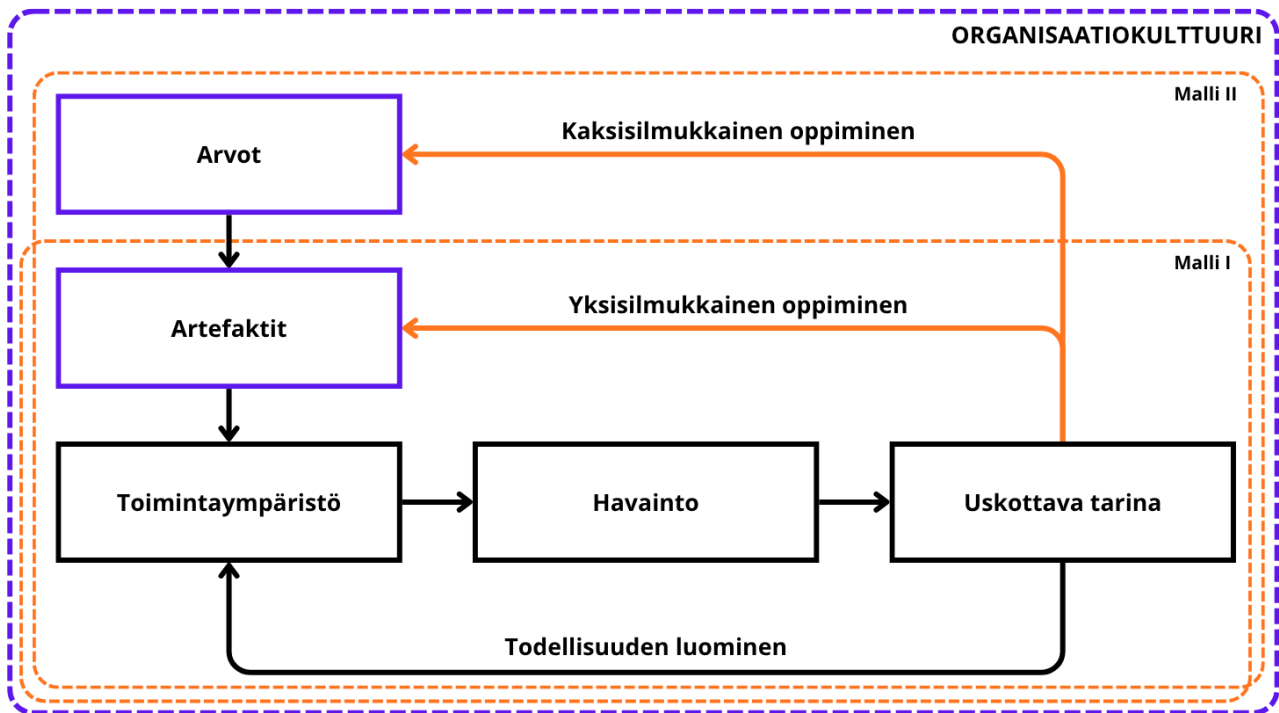 ORGANISAATIOKULTTUURI
Malli II
Kaksisilmukkainen oppiminen
Arvot
Malli I
Yksisilmukkainen oppiminen
Artefaktit
Toimintaympäristö
Havainto
Uskottava tarina
Todellisuuden luominen